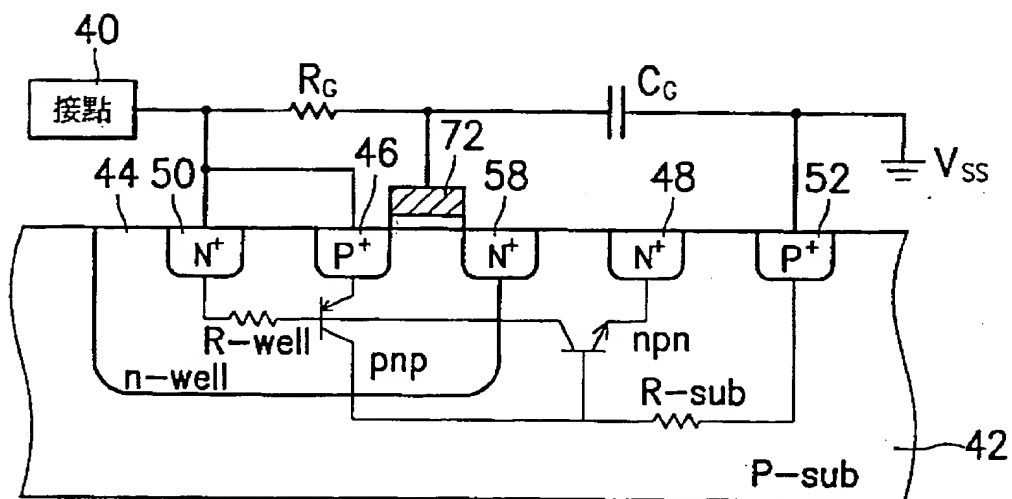 40
接點
R_G
C_G
V_SS
44
50
46
72
58
48
52
N⁺
P⁺
N⁺
N⁺
P⁺
R-well
pnp
npn
n-well
R-sub
42
P-sub